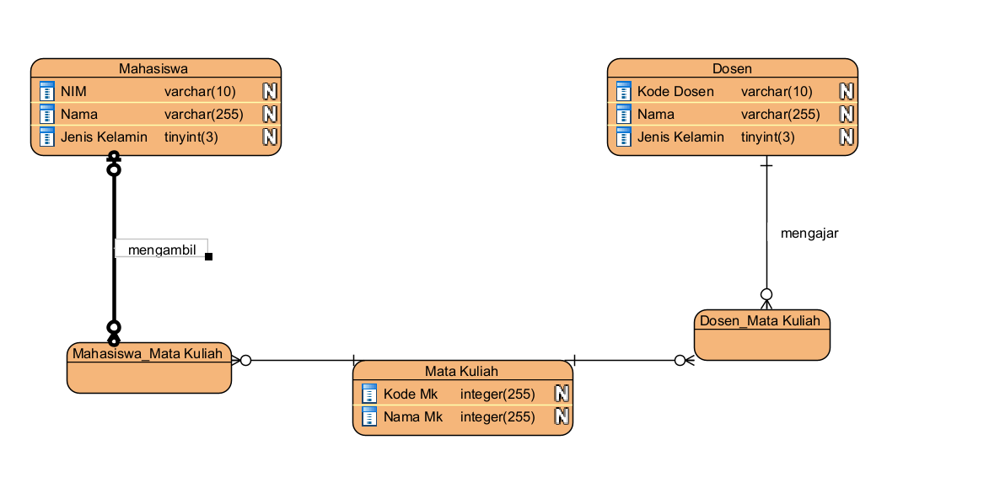 Mahasiswa
NIM varchar(10) N
Nama varchar(255) N
Jenis Kelamin tinyint(3) N
Dosen
Kode Dosen varchar(10) N
Nama varchar(255) N
Jenis Kelamin tinyint(3) N
mengambil
mengajar
Mahasiswa_Mata Kuliah
Dosen_Mata Kuliah
Mata Kuliah
Kode Mk integer(255) N
Nama Mk integer(255) N